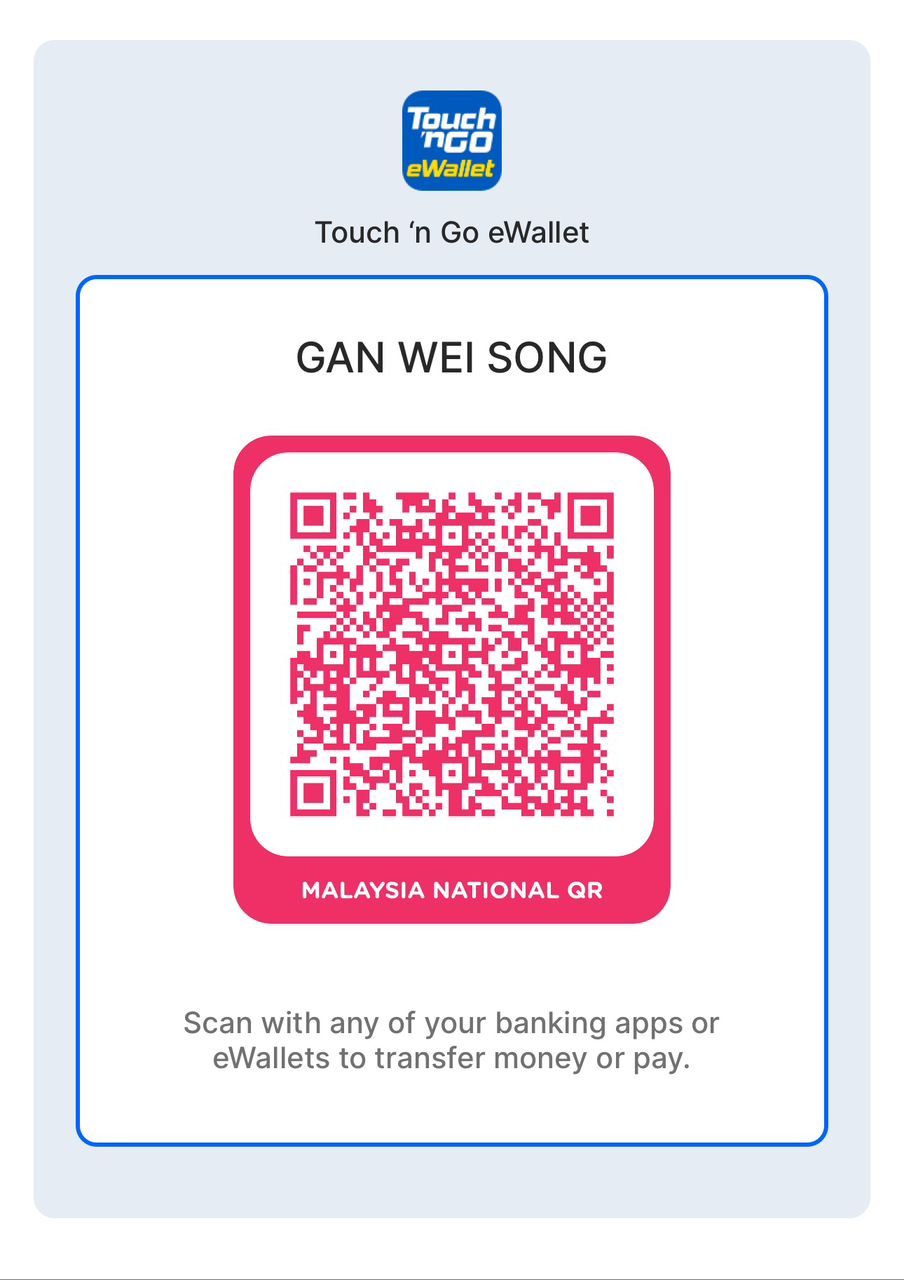 Touch
'nGO
eWallet
Touch ‘n Go eWallet
GAN WEI SONG
MALAYSIA NATIONAL QR
Scan with any of your banking apps or
eWallets to transfer money or pay.